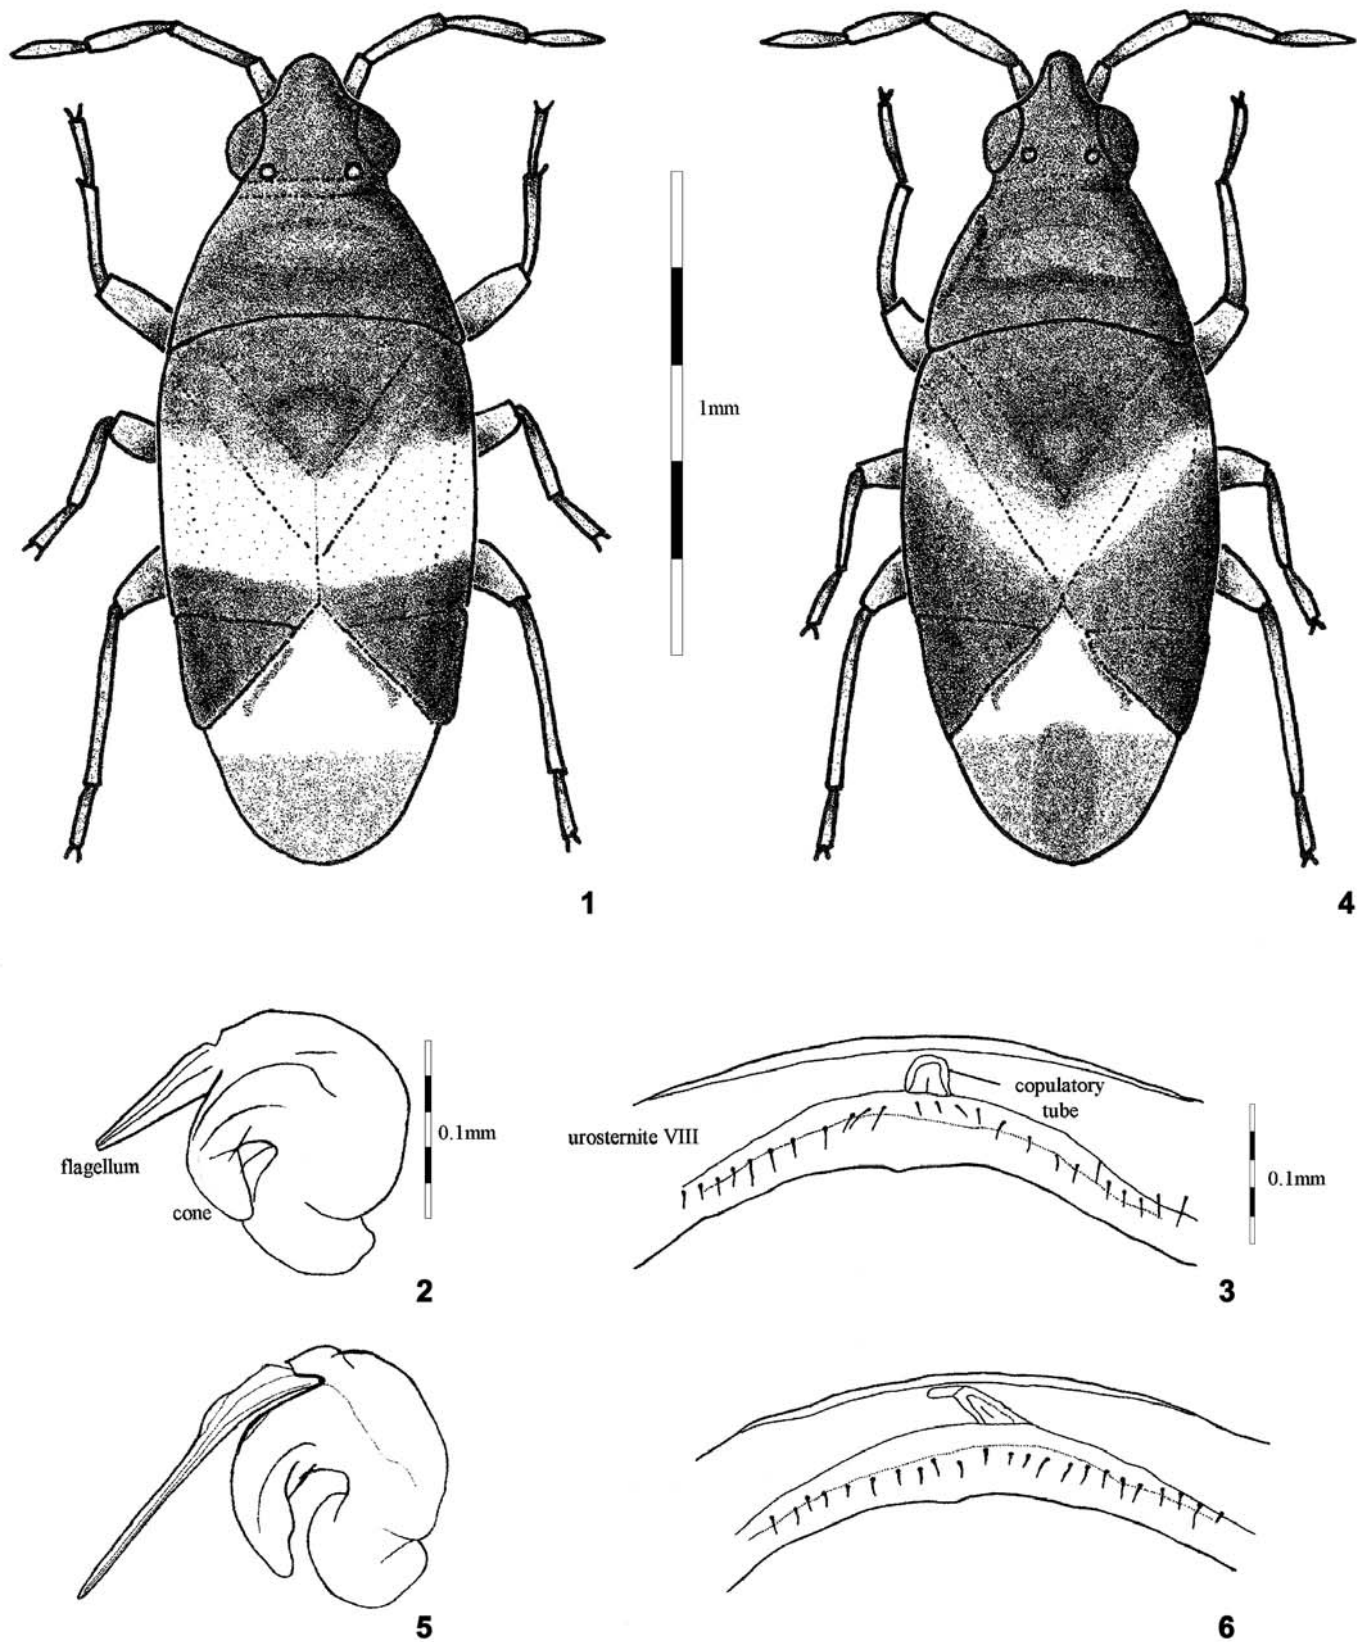 1mm
1
4
flagellum
cone
0.1mm
2
copulatory
tube
urosternite VIII
0.1mm
3
5
6